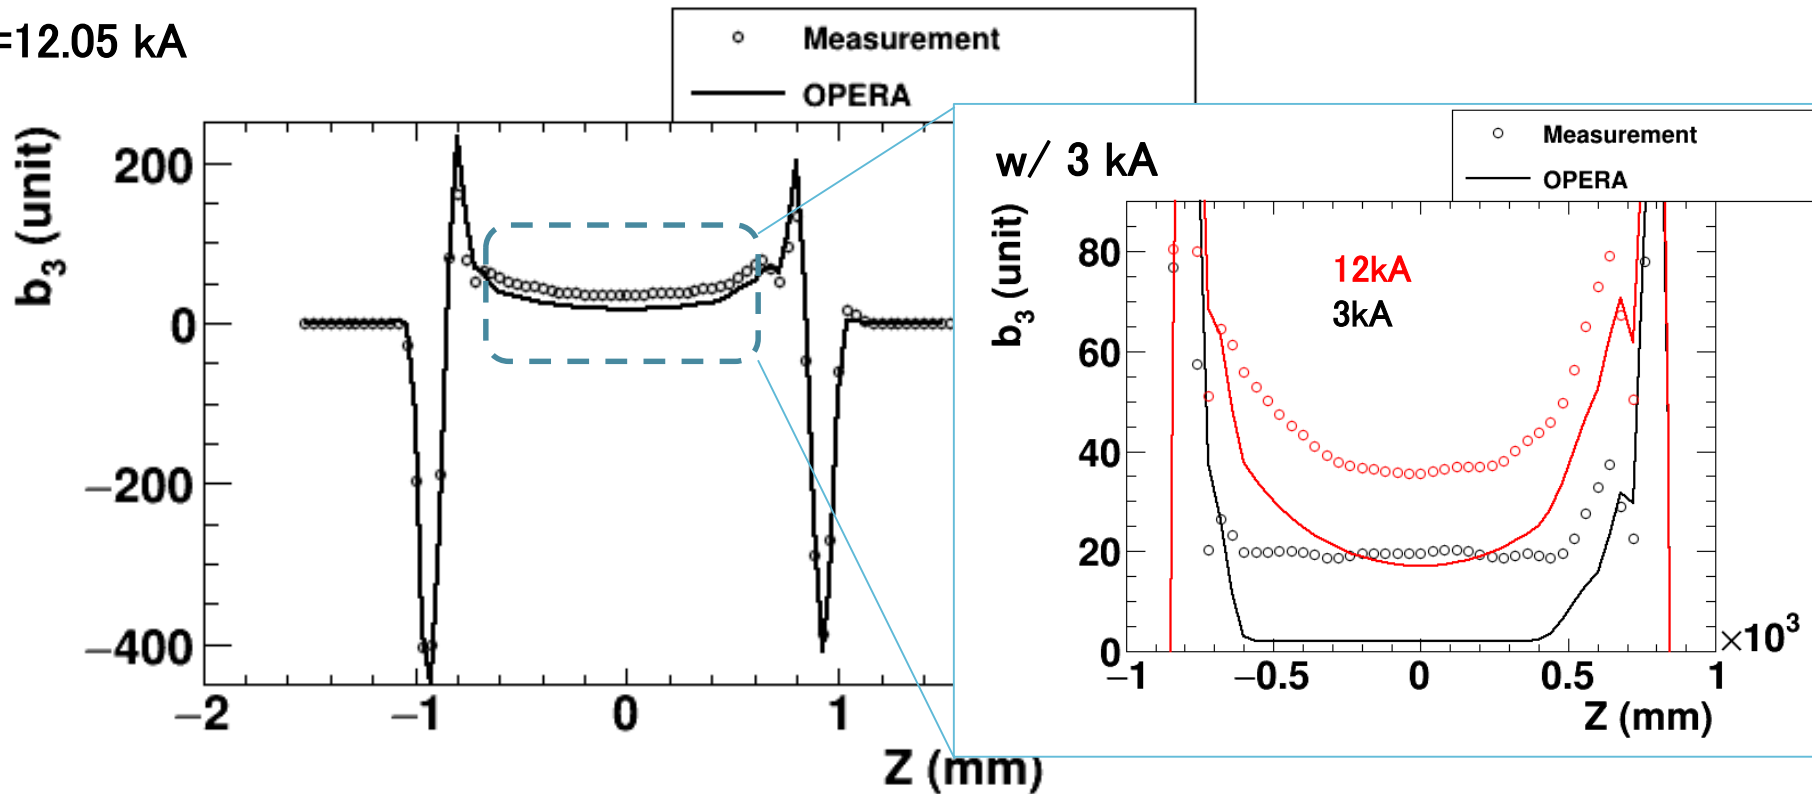 =12.05 kA
Measurement
OPERA
b3 (unit)
200
0
−200
−400
−2
−1
0
1
Z (mm)
w/ 3 kA
Measurement
OPERA
b3 (unit)
12kA
3kA
80
60
40
20
0
−1
−0.5
0
0.5
1
×10³
Z (mm)